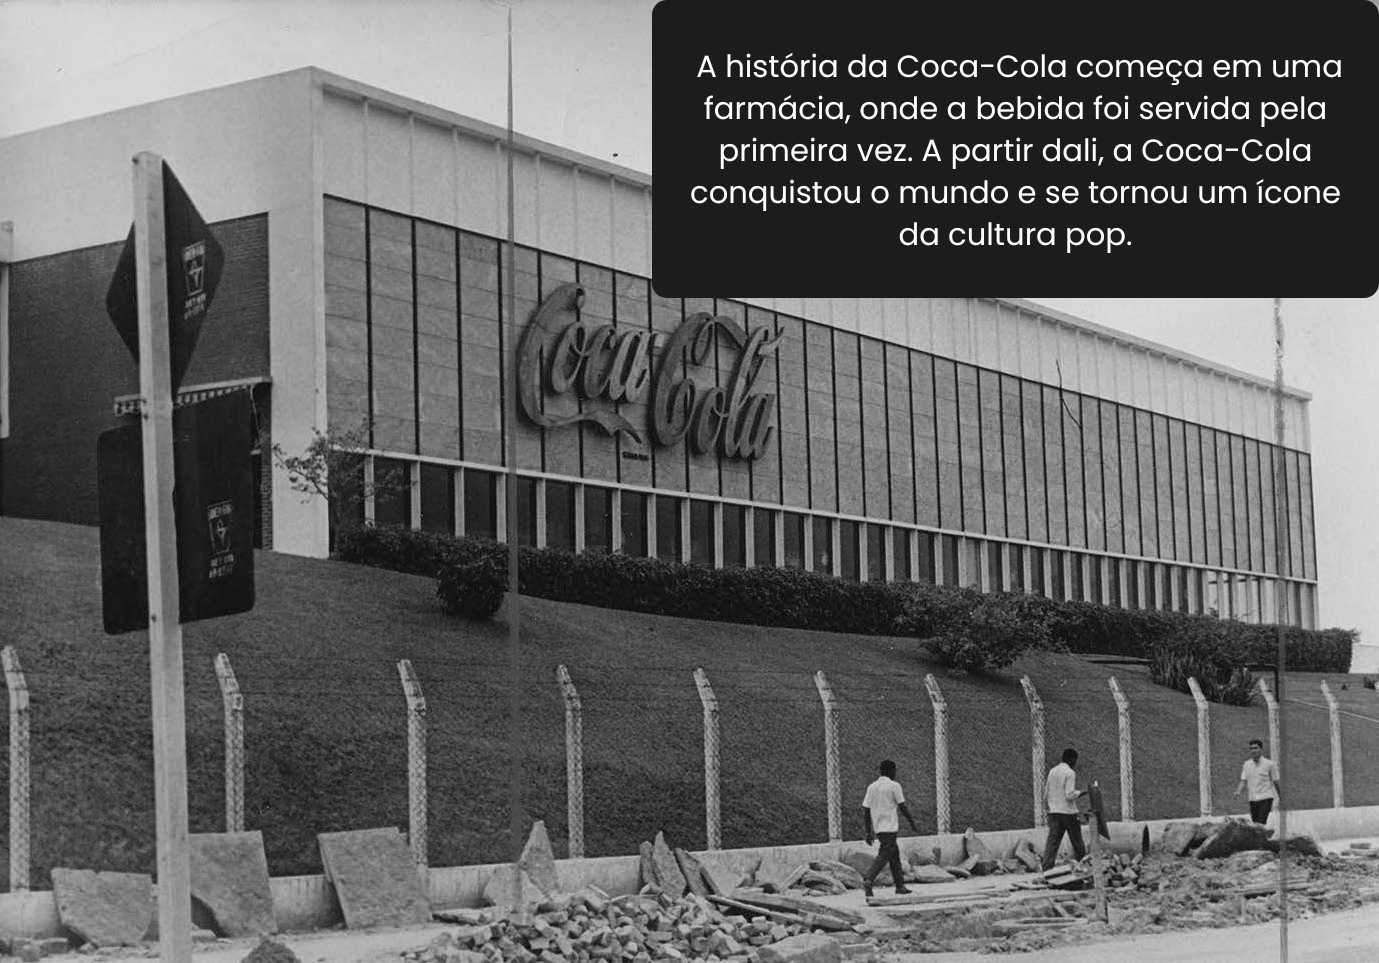 A história da Coca-Cola começa em uma
farmácia, onde a bebida foi servida pela
primeira vez. A partir dali, a Coca-Cola
conquistou o mundo e se tornou um ícone
da cultura pop.
Coca-Cola